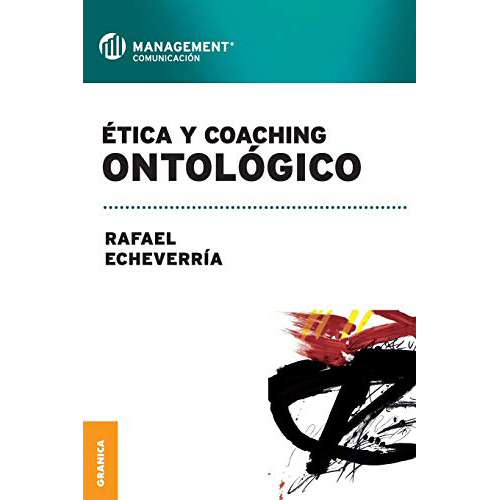 MANAGEMENT®
COMUNICACIÓN
ÉTICA Y COACHING
ONTOLÓGICO
RAFAEL
ECHEVERRÍA
GRANICA